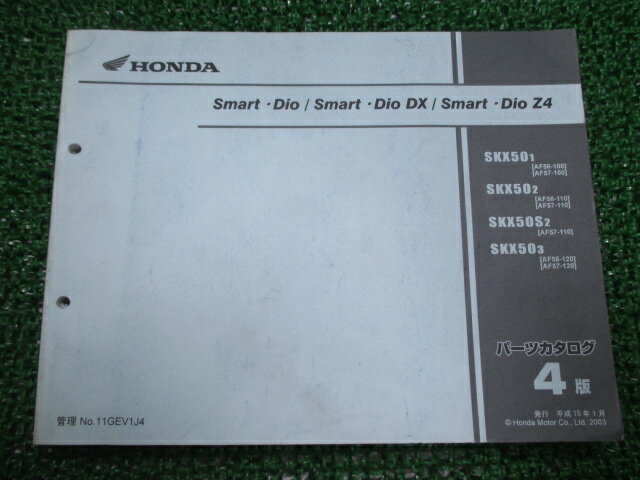 HONDA
Smart・Dio / Smart・Dio DX / Smart・Dio Z4
SKX501
[AF56-100]
[AF57-100]
SKX502
[AF56-110]
[AF57-110]
SKX50S2
[AF57-110]
SKX503
[AF56-120]
[AF57-120]
パーツカタログ
4版
発行 平成15年1月
© Honda Motor Co., Ltd. 2003
管理 No.11GEV1J4